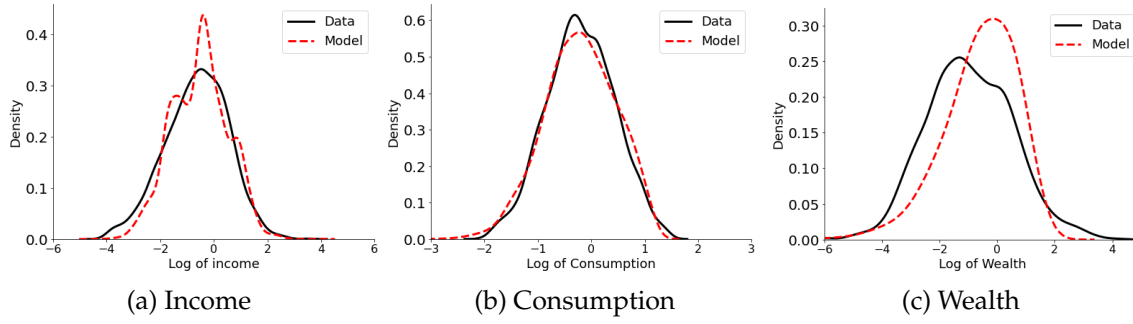 Data
Model
Density
0.4
0.3
0.2
0.1
0.0
−6 −4 −2 0 2 4 6
Log of income
(a) Income
Data
Model
Density
0.6
0.5
0.4
0.3
0.2
0.1
0.0
−3 −2 −1 0 1 2 3
Log of Consumption
(b) Consumption
Data
Model
Density
0.30
0.25
0.20
0.15
0.10
0.05
0.00
−6 −4 −2 0 2 4
Log of Wealth
(c) Wealth